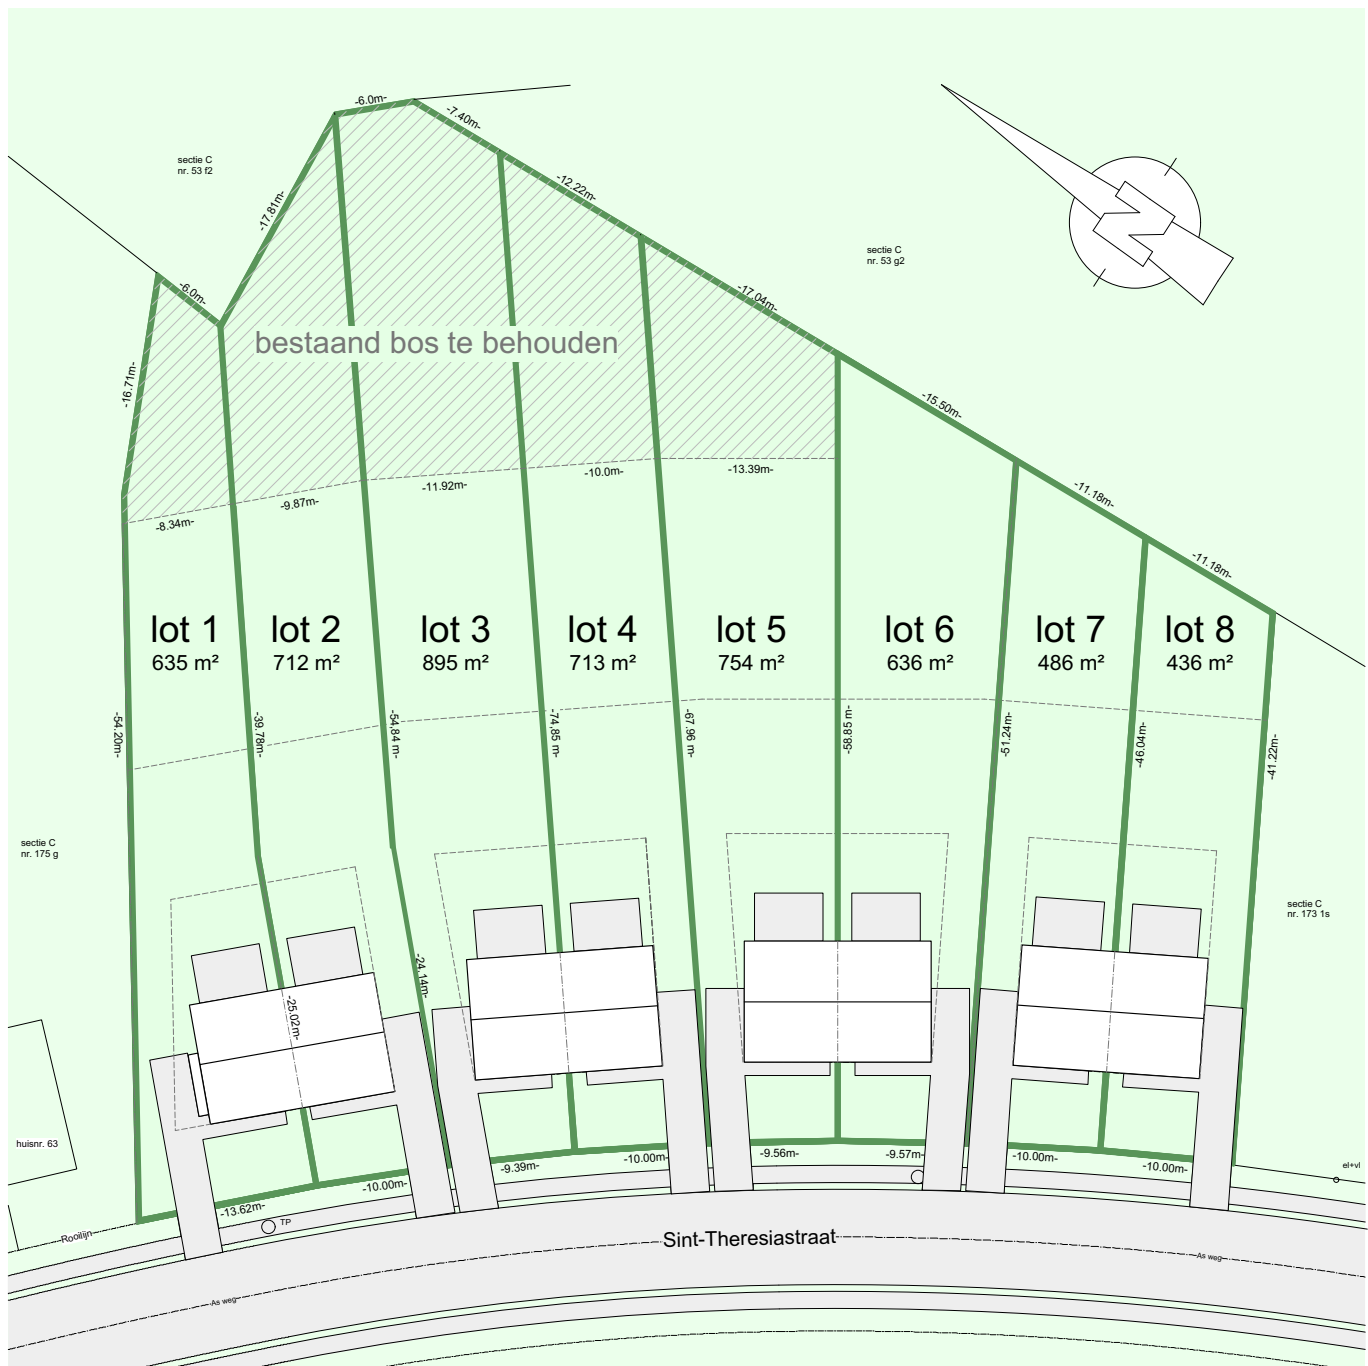 -6.0m-
-7.40m-
sectie C
nr. 53 f2
-12.22m-
-17.81m-
sectie C
nr. 53 g2
-6.0m-
-17.04m-
bestaand bos te behouden
-16.71m-
-15.50m-
-11.18m-
-11.18m-
-8.34m-
-9.87m-
-11.92m-
-10.0m-
-13.39m-
lot 1
635 m²
lot 2
712 m²
lot 3
895 m²
lot 4
713 m²
lot 5
754 m²
lot 6
636 m²
lot 7
486 m²
lot 8
436 m²
-54.20m-
-39.78m-
-54,84 m-
-74,85 m-
-67.96 m-
-58.85 m-
-51.24m-
-46.04m-
-41.22m-
sectie C
nr. 175 g
sectie C
nr. 173 1s
-24.14m-
-25.02m-
huisnr. 63
-13.62m-
-10.00m-
-9.39m-
-10.00m-
-9.56m-
-9.57m-
-10.00m-
-10.00m-
el+vl
TP
Rooilijn
Sint-Theresiastraat
As weg
As weg
N